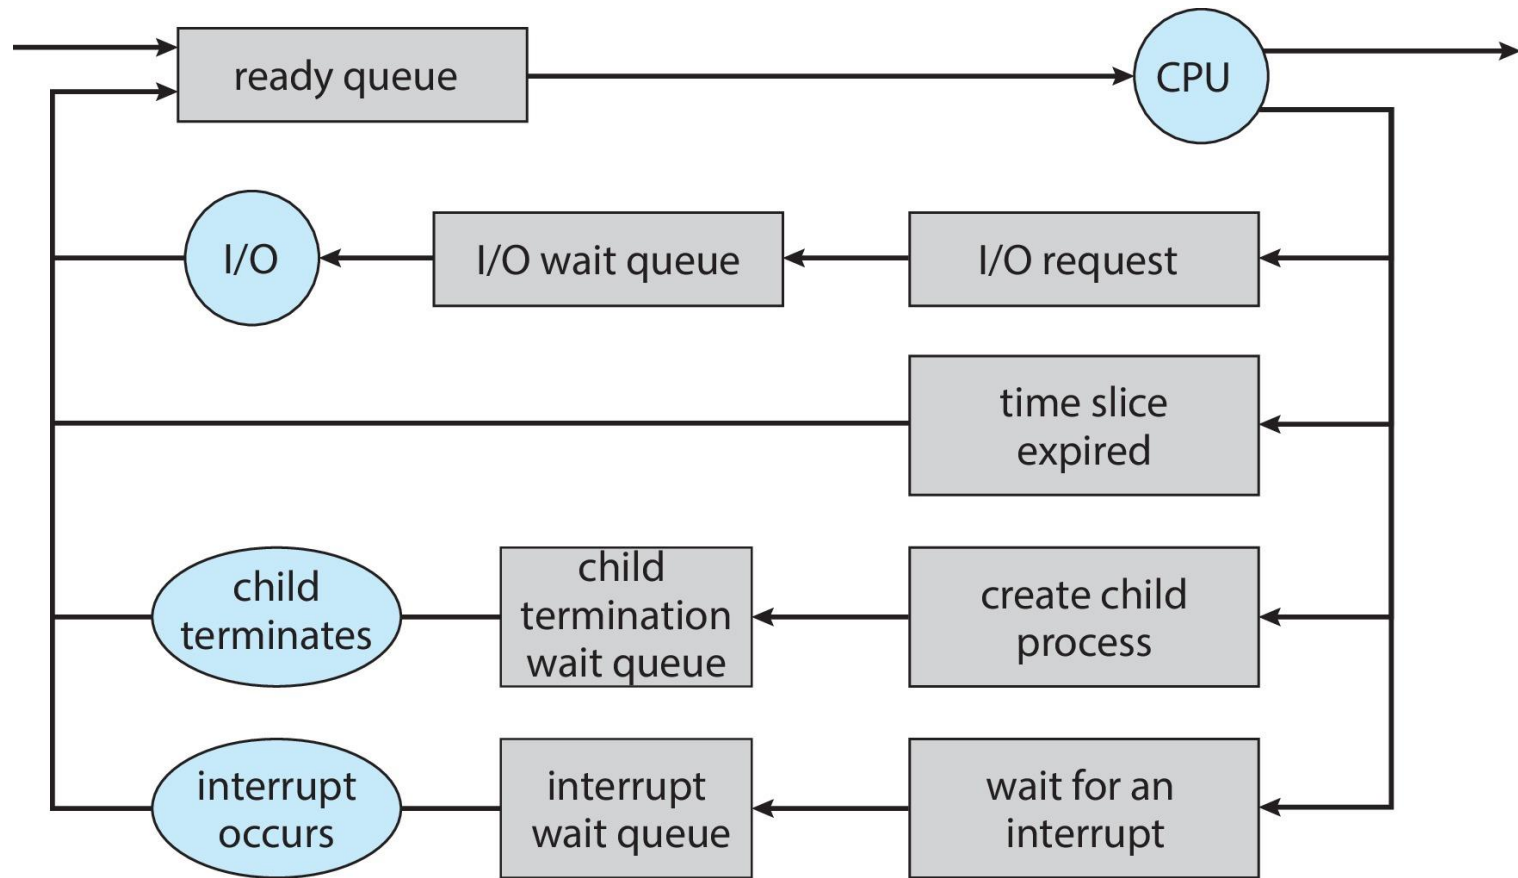 ready queue
CPU
I/O
I/O wait queue
I/O request
time slice
expired
child
terminates
child
termination
wait queue
create child
process
interrupt
occurs
interrupt
wait queue
wait for an
interrupt